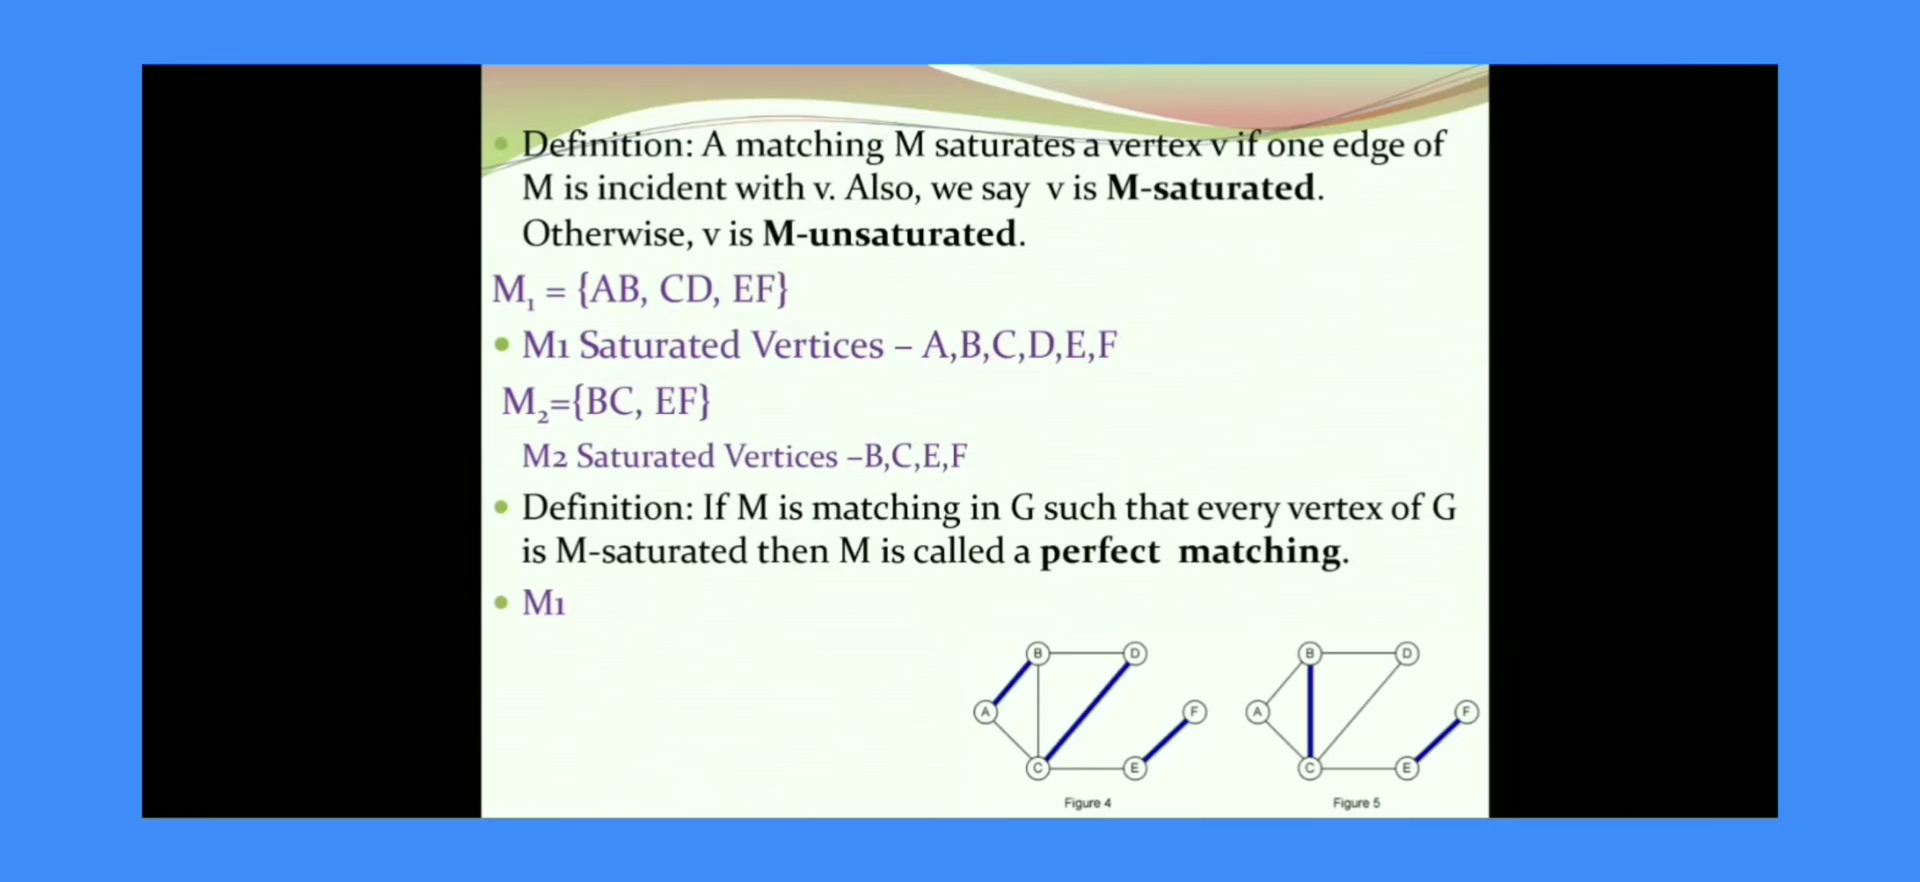 Definition: A matching M saturates a vertex v if one edge of
M is incident with v. Also, we say v is M-saturated.
Otherwise, v is M-unsaturated.
M₁ = {AB, CD, EF}
M1 Saturated Vertices – A,B,C,D,E,F
M₂={BC, EF}
M2 Saturated Vertices –B,C,E,F
Definition: If M is matching in G such that every vertex of G
is M-saturated then M is called a perfect matching.
M1
B D
A F
C E
Figure 4
B D
A F
C E
Figure 5